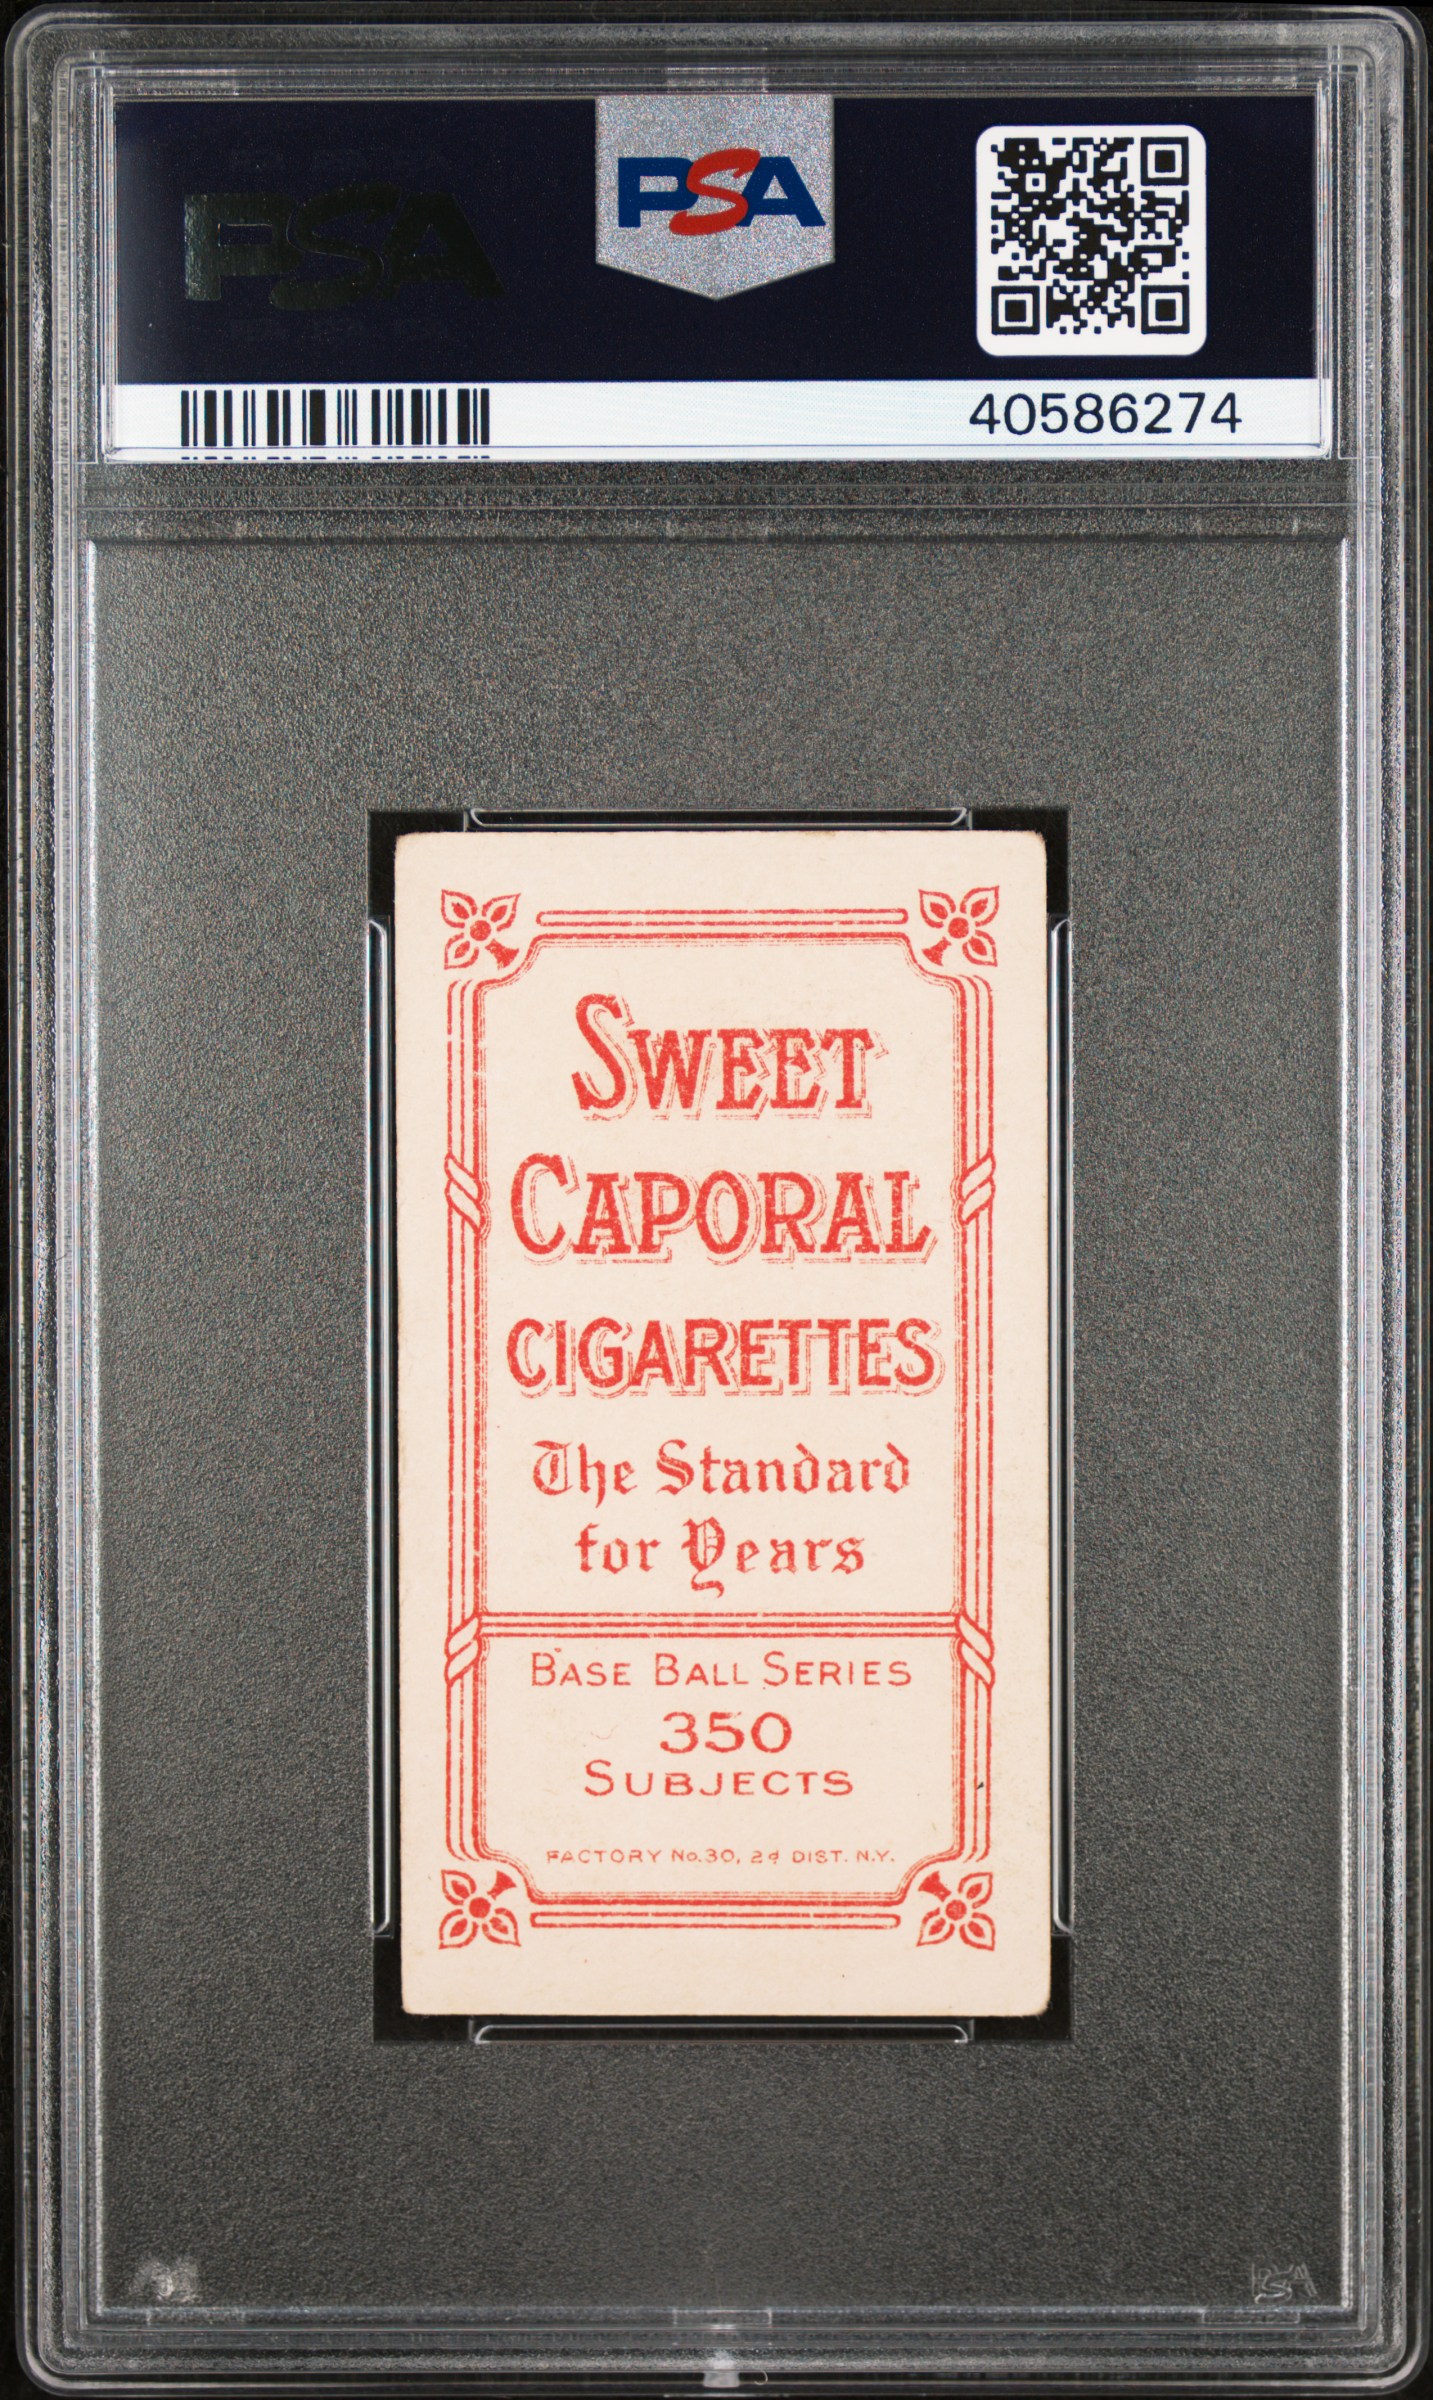 PSA
PSA
40586274
SWEET
CAPORAL
CIGARETTES
The Standard
for Years
BASE BALL SERIES
350
SUBJECTS
FACTORY No. 30, 2d DIST. N.Y.
PSA